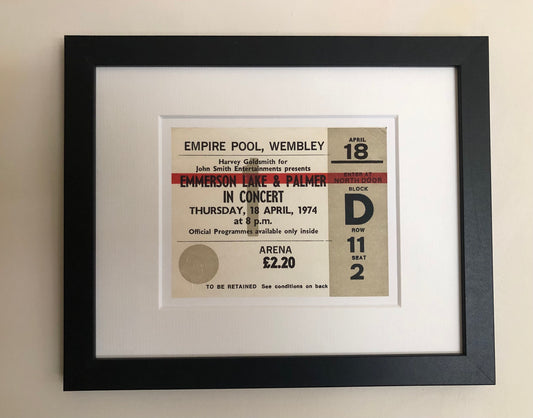 EMPIRE POOL, WEMBLEY
Harvey Goldsmith for
John Smith Entertainments presents
EMMERSON LAKE & PALMER
IN CONCERT
THURSDAY, 18 APRIL, 1974
at 8 p.m.
Official Programmes available only inside
ARENA
£2.20
TO BE RETAINED See conditions on back
APRIL
18
ENTER AT
NORTH DOOR
BLOCK
D
ROW
11
SEAT
2